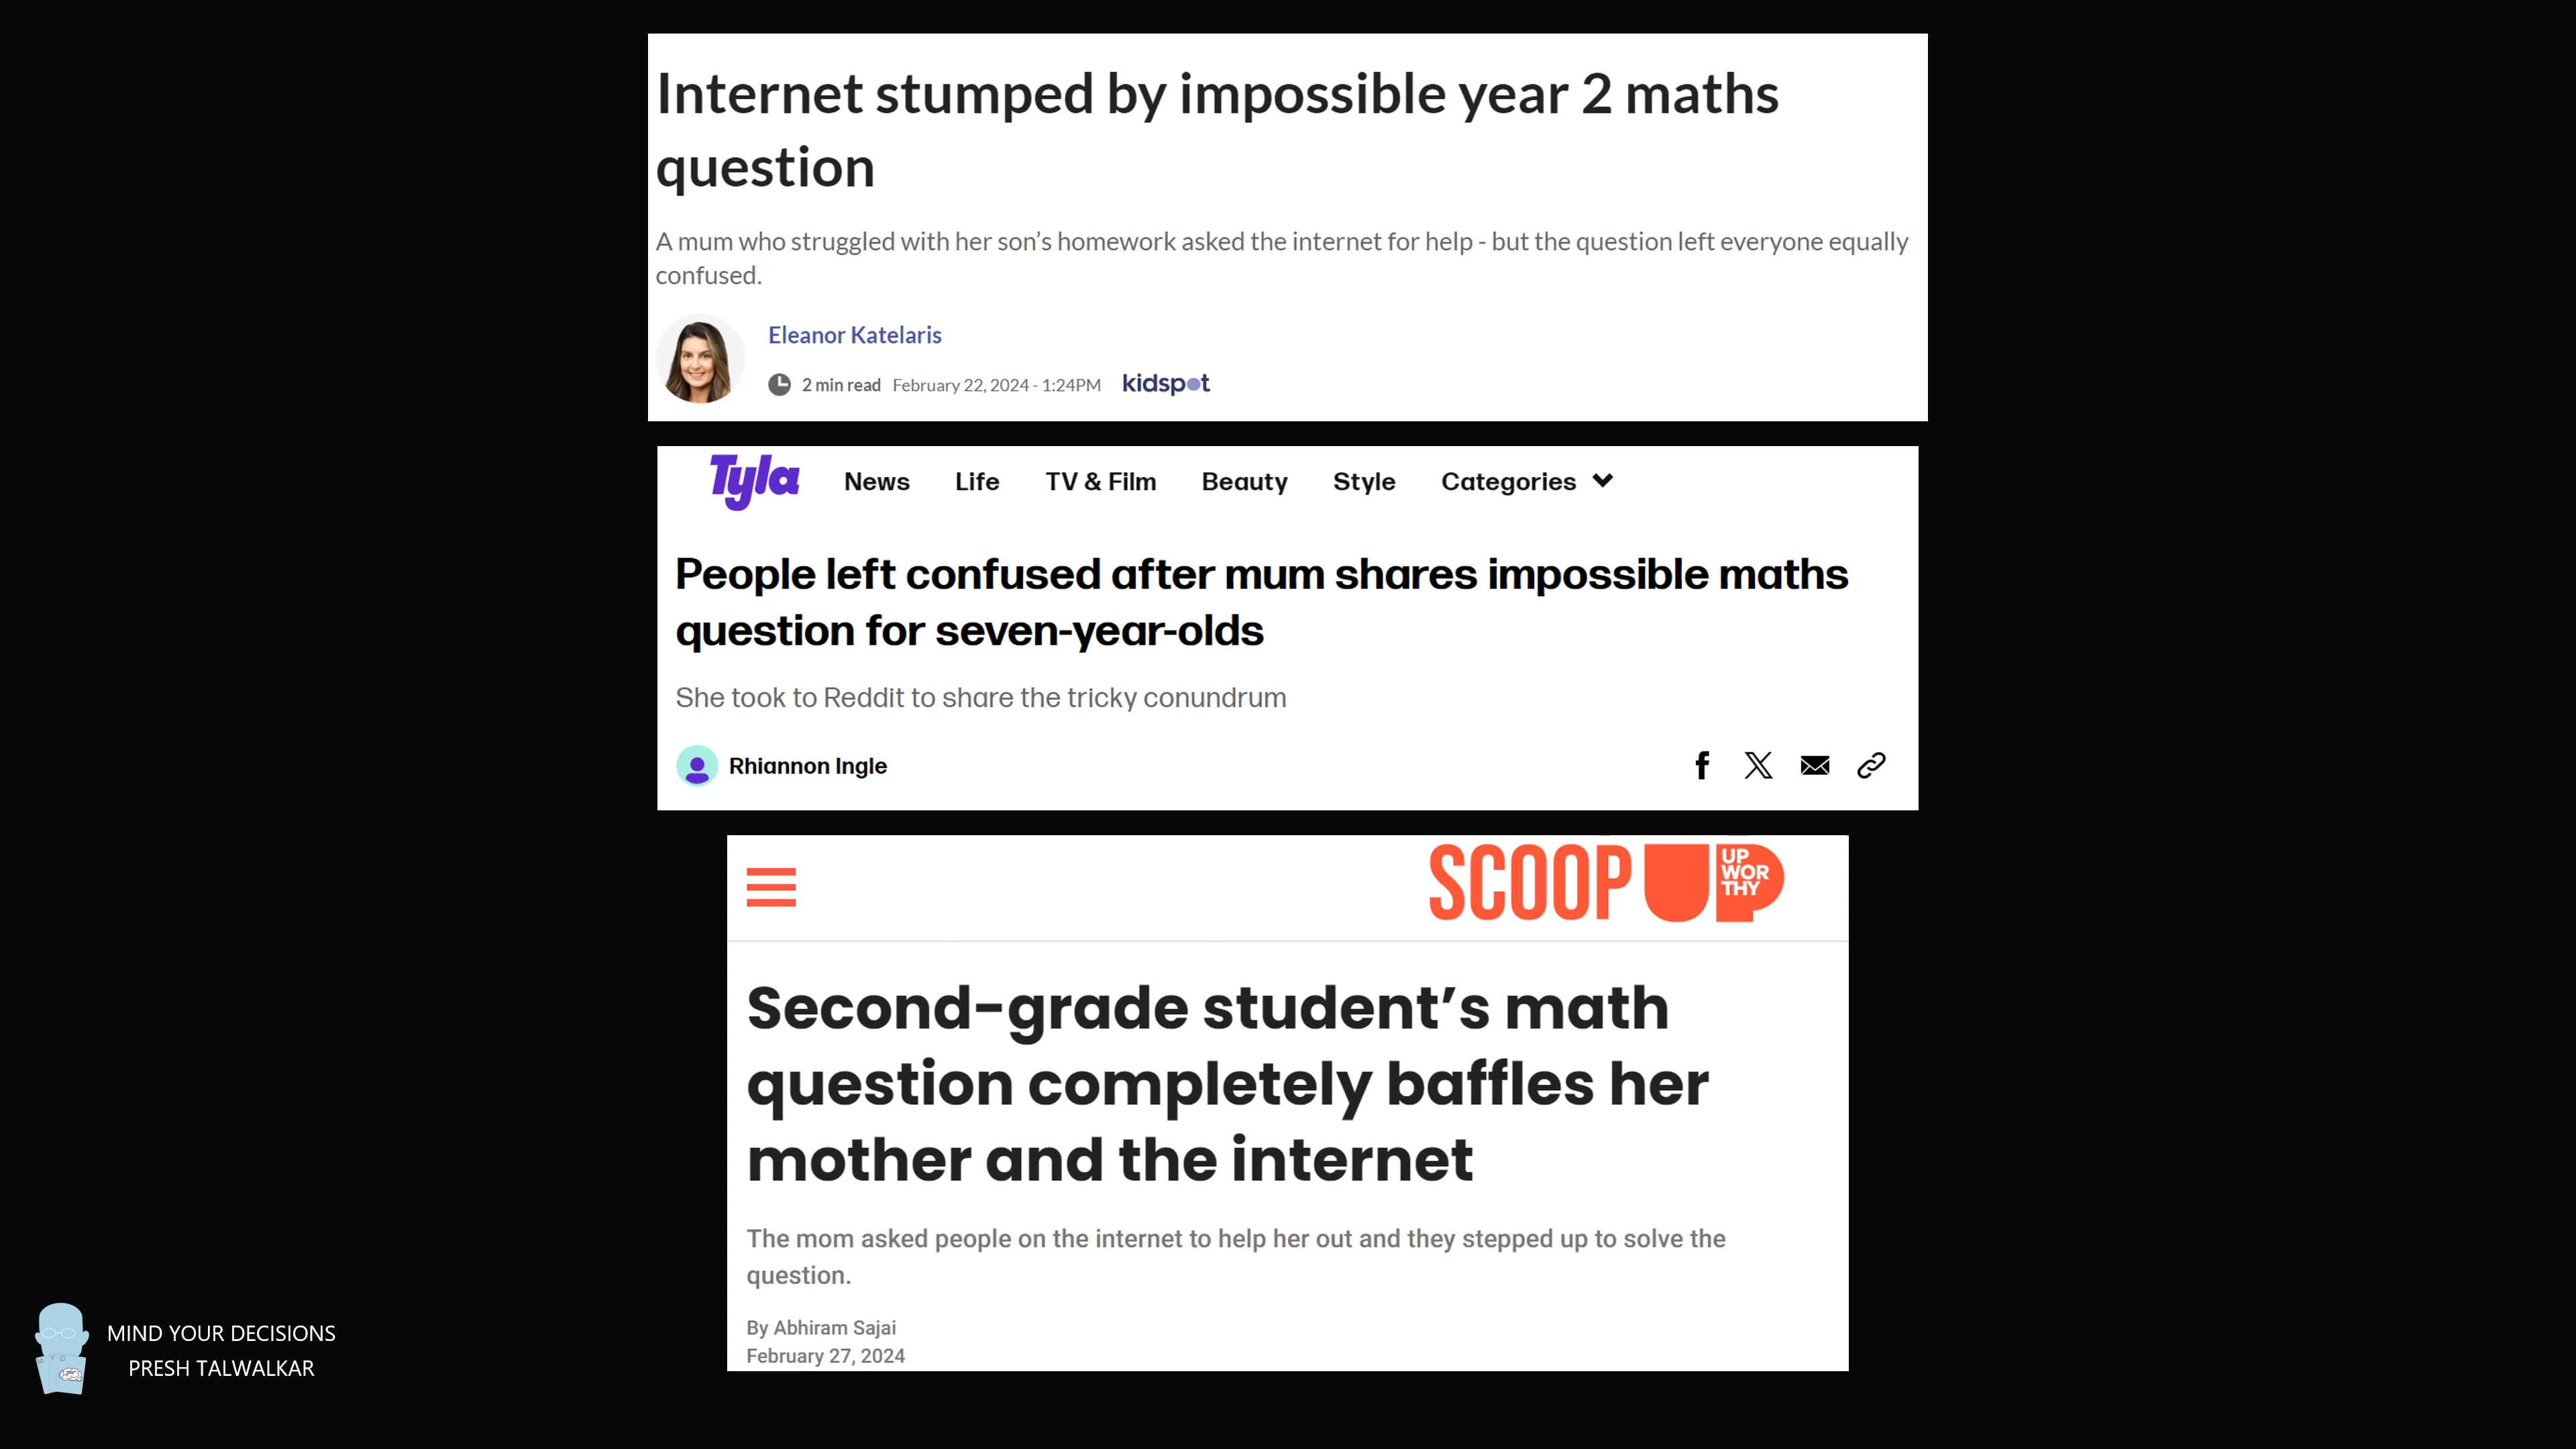 Internet stumped by impossible year 2 maths
question
A mum who struggled with her son’s homework asked the internet for help - but the question left everyone equally
confused.
Eleanor Katelaris
2 min read February 22, 2024 - 1:24PM kidspot
Tyla News Life TV & Film Beauty Style Categories
People left confused after mum shares impossible maths
question for seven-year-olds
She took to Reddit to share the tricky conundrum
Rhiannon Ingle
SCOOP UP
UP
WOR
THY
Second-grade student’s math
question completely baffles her
mother and the internet
The mom asked people on the internet to help her out and they stepped up to solve the
question.
By Abhiram Sajai
February 27, 2024
M Y D
MIND YOUR DECISIONS
PRESH TALWALKAR